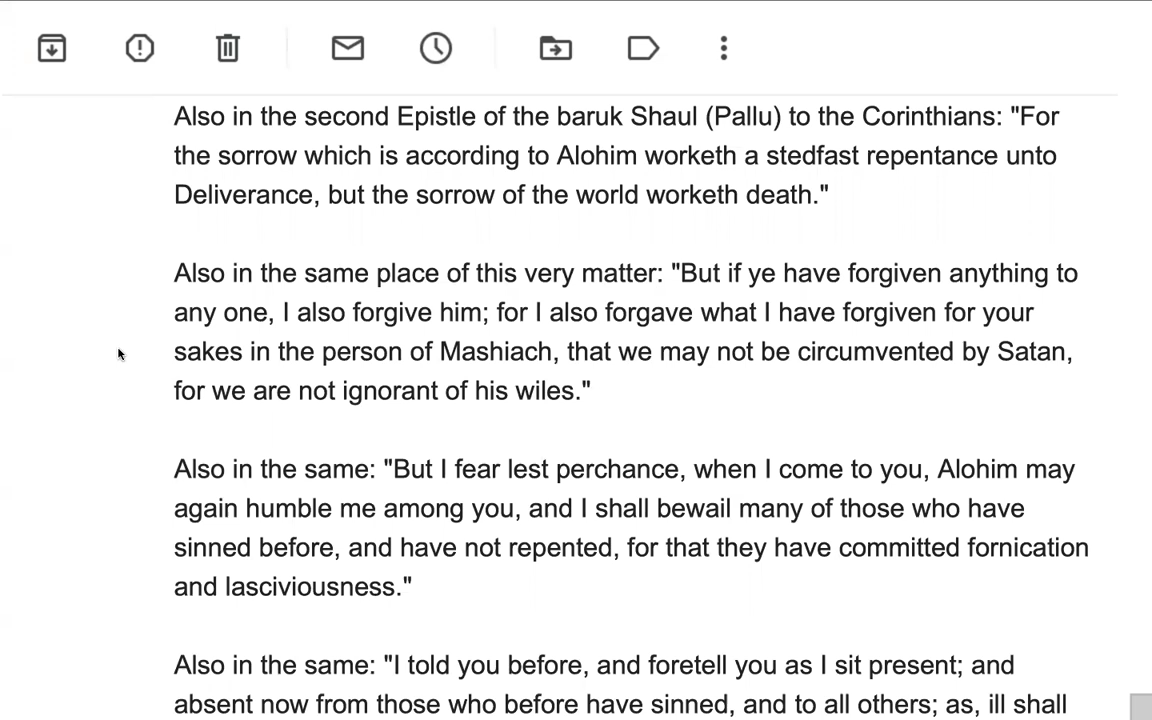 Also in the second Epistle of the baruk Shaul (Pallu) to the Corinthians: "For
the sorrow which is according to Alohim worketh a stedfast repentance unto
Deliverance, but the sorrow of the world worketh death."
Also in the same place of this very matter: "But if ye have forgiven anything to
any one, I also forgive him; for I also forgave what I have forgiven for your
sakes in the person of Mashiach, that we may not be circumvented by Satan,
for we are not ignorant of his wiles."
Also in the same: "But I fear lest perchance, when I come to you, Alohim may
again humble me among you, and I shall bewail many of those who have
sinned before, and have not repented, for that they have committed fornication
and lasciviousness."
Also in the same: "I told you before, and foretell you as I sit present; and
absent now from those who before have sinned, and to all others; as, ill shall